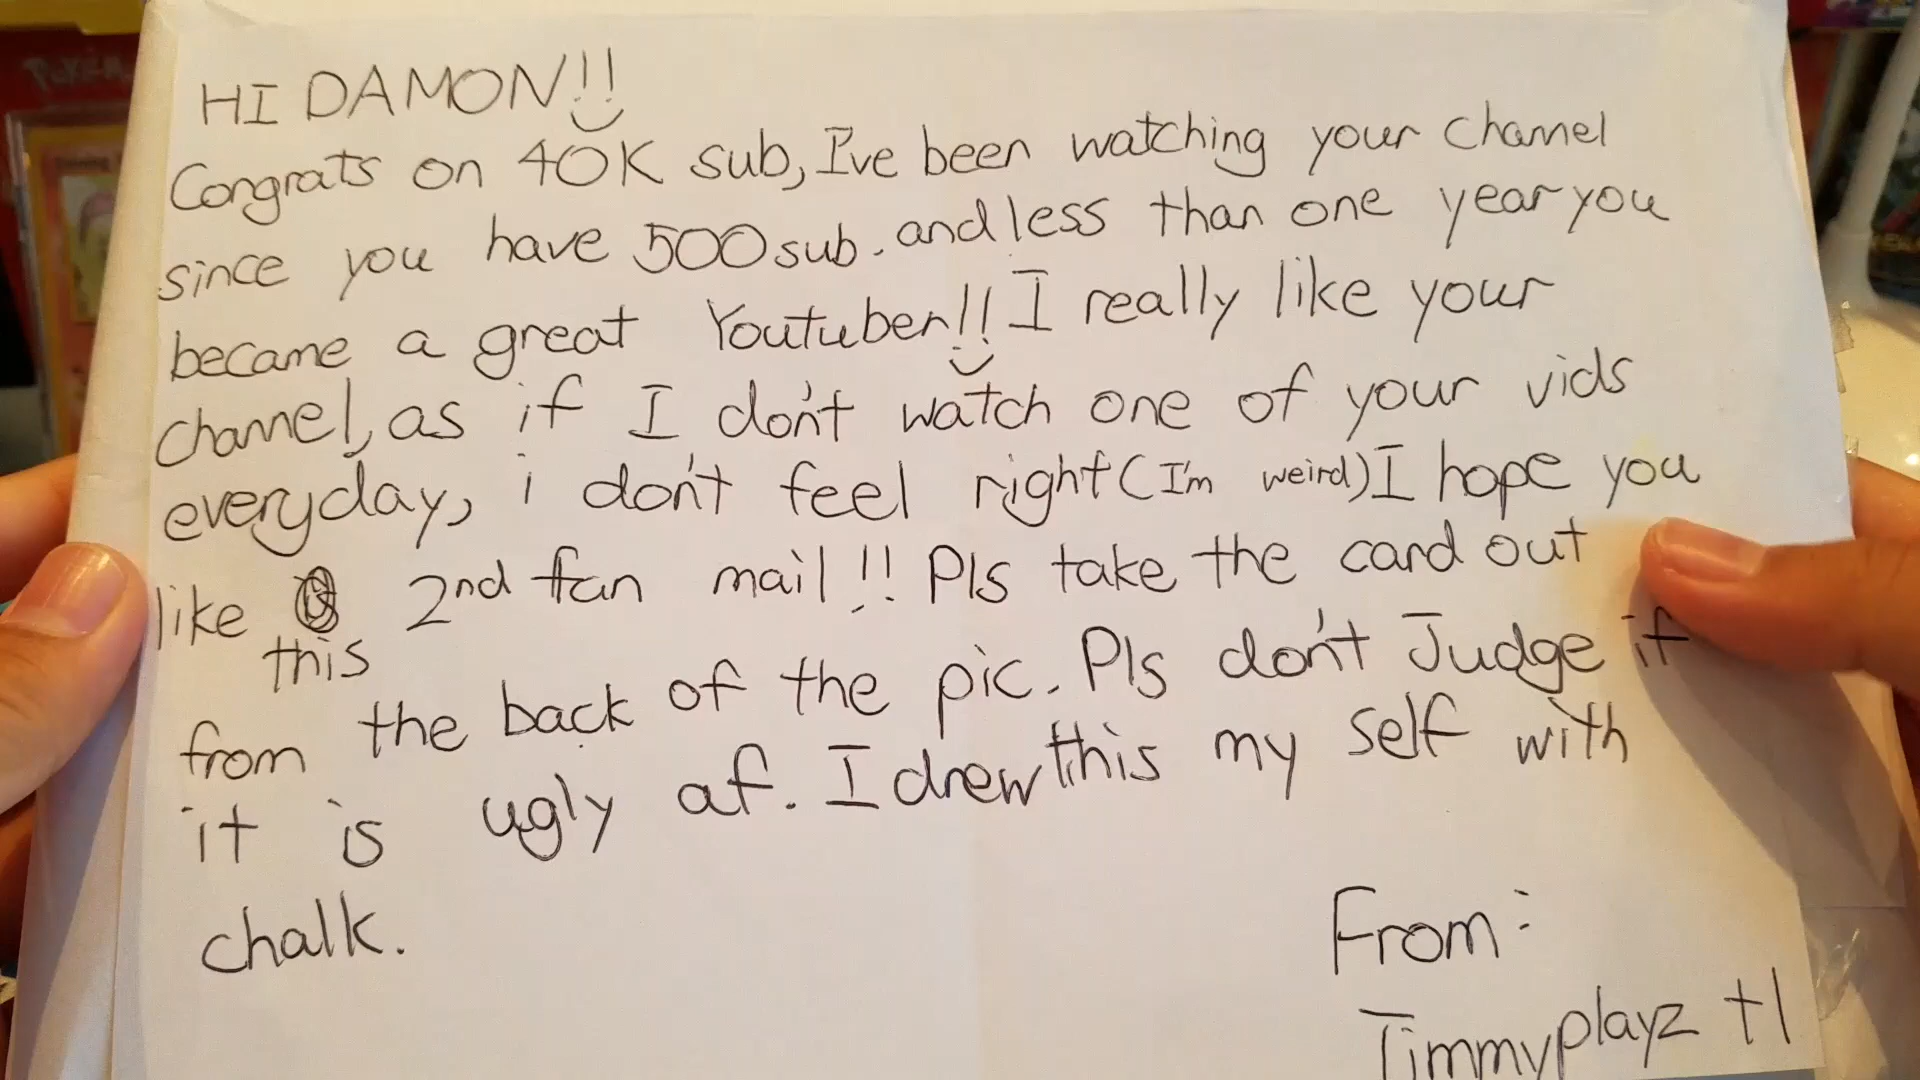 HI DAMON!!
Congrats on 40K sub, I've been watching your channel
since you have 500 sub. and less than one year you
became a great Youtuber!! I really like your
channel, as if I don't watch one of your vids
everyday, i don't feel right (I'm weird) I hope you
like this 2nd fan mail!! Pls take the card out
from the back of the pic. Pls don't Judge if
it is ugly af. I drew this my self with
chalk.
From:
Timmyplayz +1